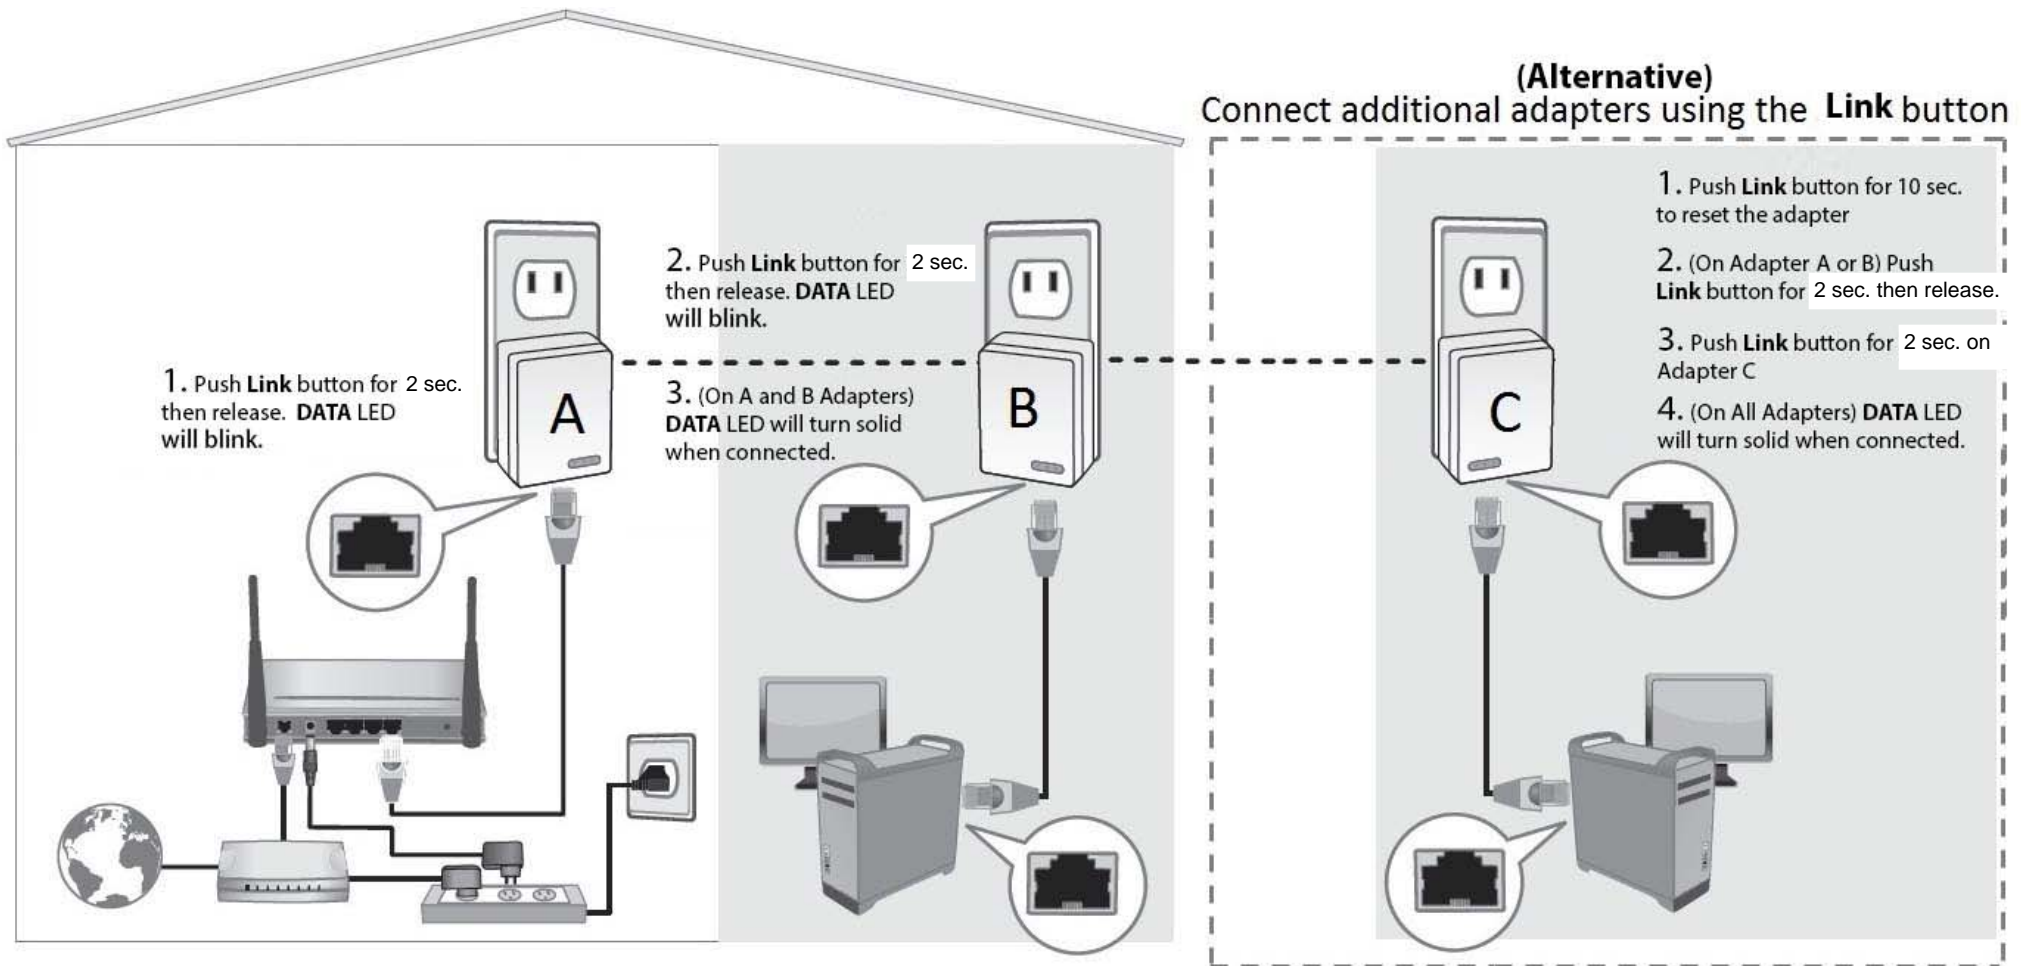 (Alternative)
Connect additional adapters using the Link button
1. Push Link button for 2 sec.
then release. DATA LED
will blink.
A
2. Push Link button for 2 sec.
then release. DATA LED
will blink.
3. (On A and B Adapters)
DATA LED will turn solid
when connected.
B
C
1. Push Link button for 10 sec.
to reset the adapter
2. (On Adapter A or B) Push
Link button for 2 sec. then release.
3. Push Link button for 2 sec. on
Adapter C
4. (On All Adapters) DATA LED
will turn solid when connected.